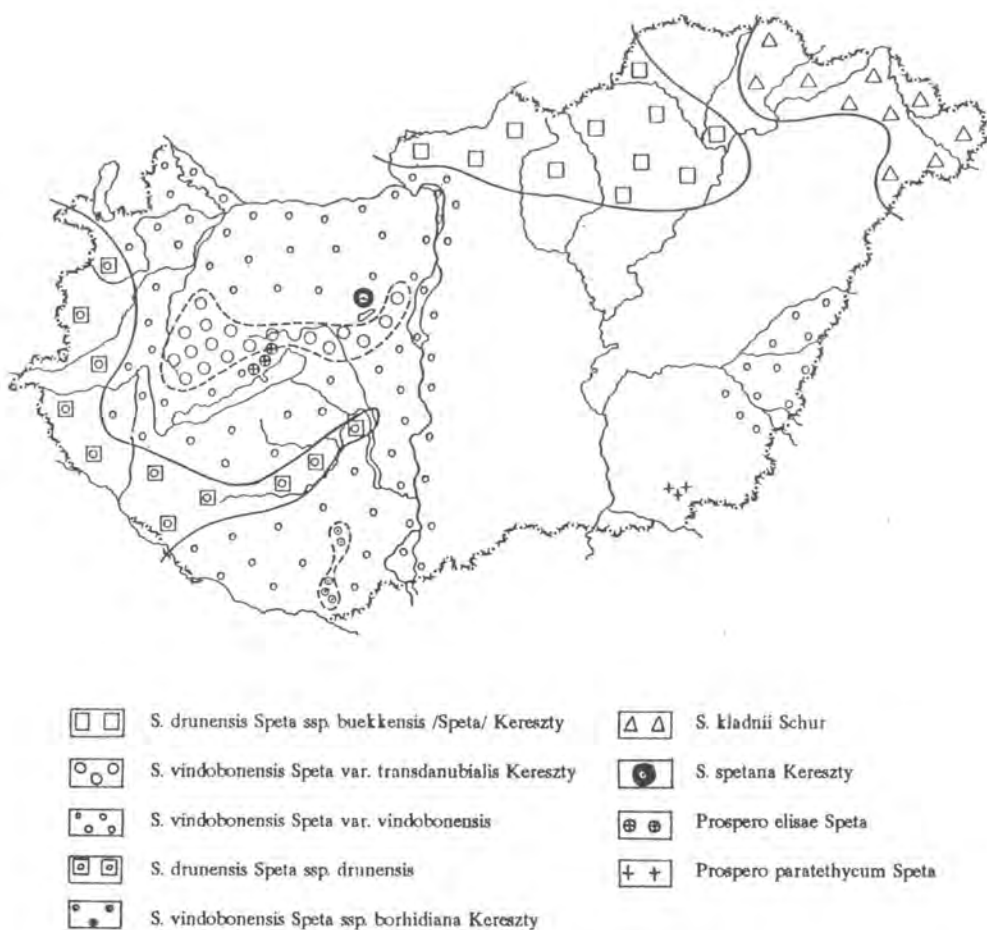 S. drunensis Speta ssp. buekkensis /Speta/ Kereszty
S. vindobonensis Speta var. transdanubialis Kereszty
S. vindobonensis Speta var. vindobonensis
S. drunensis Speta ssp. drunensis
S. vindobonensis Speta ssp. borhidiana Kereszty
S. kladnii Schur
S. spetana Kereszty
Prospero elisae Speta
Prospero paratethycum Speta